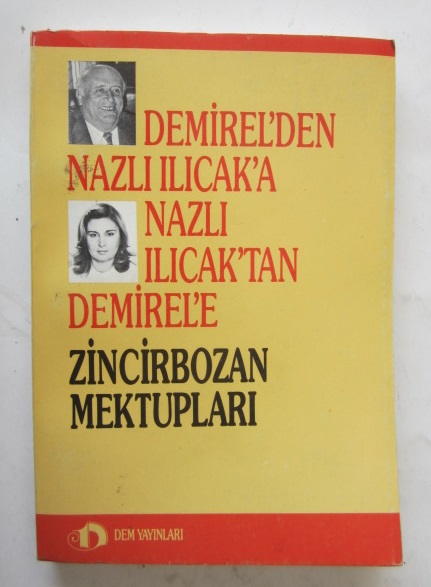 DEMİREL'DEN
NAZLI ILICAK'A
NAZLI
ILICAK'TAN
DEMİREL'E
ZİNCİRBOZAN
MEKTUPLARI
D DEM YAYINLARI